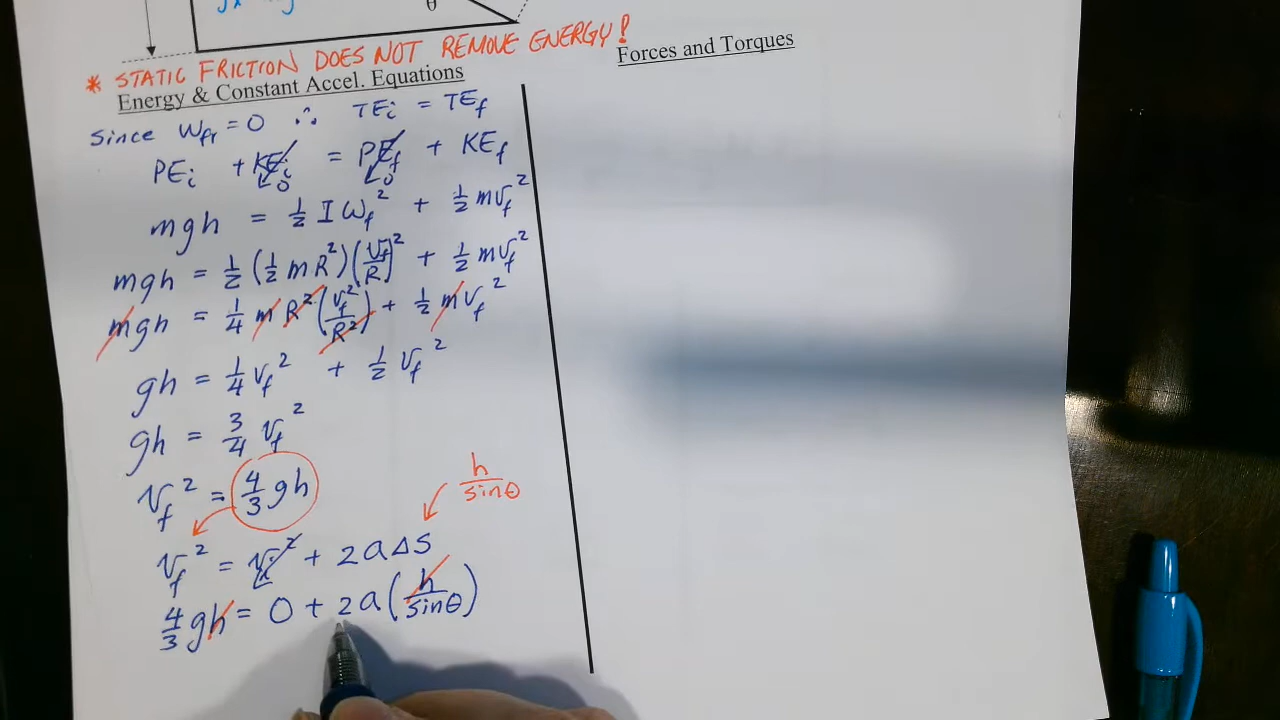 θ
* STATIC FRICTION DOES NOT REMOVE ENERGY!
Energy & Constant Accel. Equations
Since W_fr = 0 ∴ TE_i = TE_f
PE_i + KE_i→0 = PE_f→0 + KE_f
mgh = 1/2 I ω_f² + 1/2 m v_f²
mgh = 1/2 (1/2 m R²)(v_f/R)² + 1/2 m v_f²
mgh = 1/4 m R² (v_f²/R²) + 1/2 m v_f²
gh = 1/4 v_f² + 1/2 v_f²
gh = 3/4 v_f²
v_f² = 4/3 gh
h/sinθ
v_f² = v_i² + 2aΔS
4/3 gh = 0 + 2a(h/sinθ)
Forces and Torques